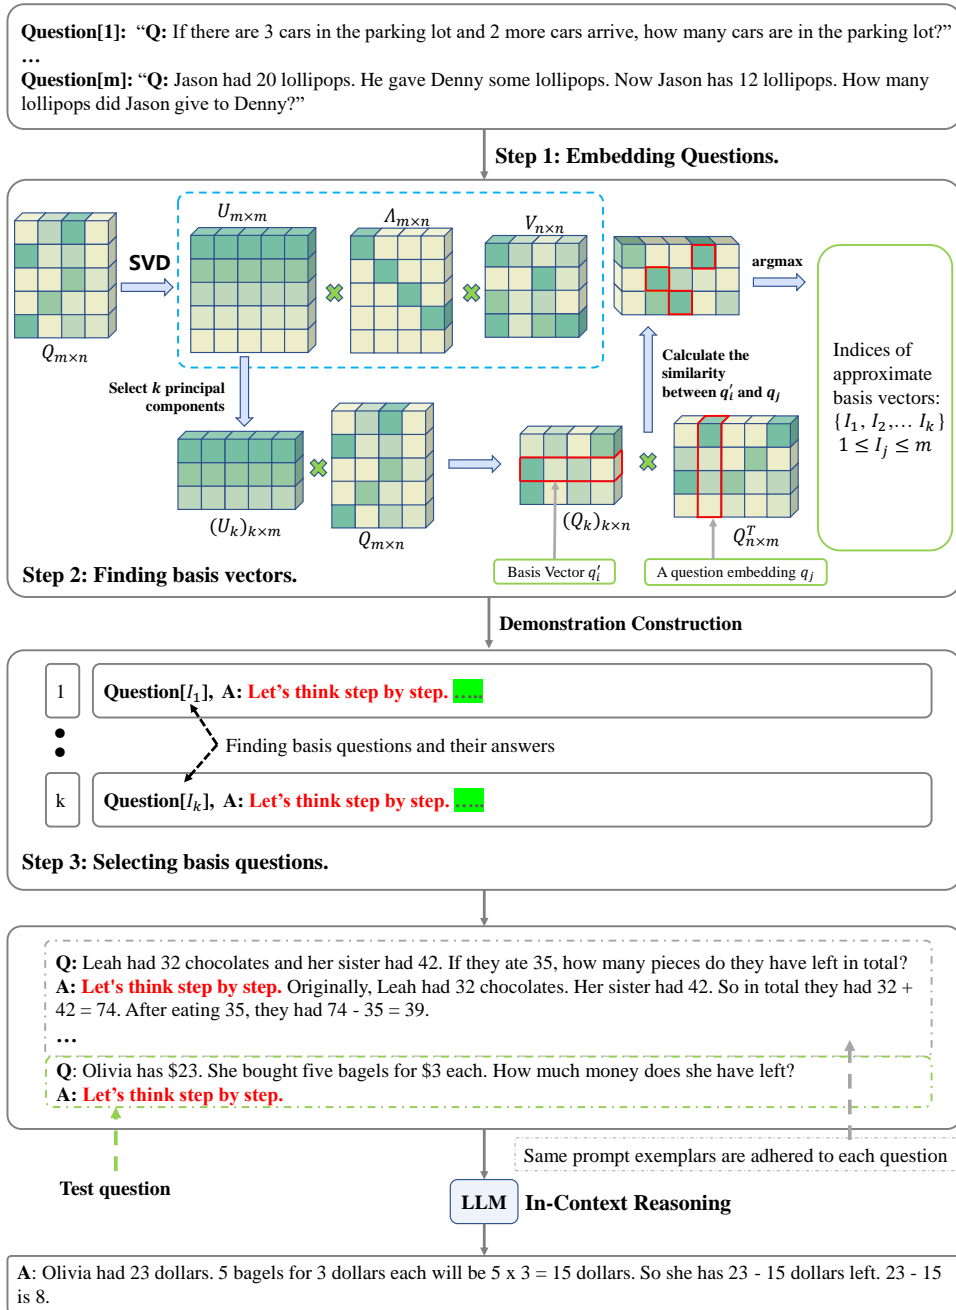 Question[1]: “Q: If there are 3 cars in the parking lot and 2 more cars arrive, how many cars are in the parking lot?”
...
Question[m]: “Q: Jason had 20 lollipops. He gave Denny some lollipops. Now Jason has 12 lollipops. How many
lollipops did Jason give to Denny?”
Step 1: Embedding Questions.
U_{m×m}
Λ_{m×n}
V_{n×n}
SVD
argmax
Q_{m×n}
Select k principal
components
Calculate the
similarity
between q'_i and q_j
Indices of
approximate
basis vectors:
{I_1, I_2,... I_k}
1 ≤ I_j ≤ m
(U_k)_{k×m}
Q_{m×n}
(Q_k)_{k×n}
Q^T_{n×m}
Step 2: Finding basis vectors.
Basis Vector q'_i
A question embedding q_j
Demonstration Construction
1
Question[I_1], A: Let’s think step by step. .....
Finding basis questions and their answers
k
Question[I_k], A: Let’s think step by step. .....
Step 3: Selecting basis questions.
Q: Leah had 32 chocolates and her sister had 42. If they ate 35, how many pieces do they have left in total?
A: Let's think step by step. Originally, Leah had 32 chocolates. Her sister had 42. So in total they had 32 +
42 = 74. After eating 35, they had 74 - 35 = 39.
...
Q: Olivia has $23. She bought five bagels for $3 each. How much money does she have left?
A: Let’s think step by step.
Same prompt exemplars are adhered to each question
Test question
LLM
In-Context Reasoning
A: Olivia had 23 dollars. 5 bagels for 3 dollars each will be 5 x 3 = 15 dollars. So she has 23 - 15 dollars left. 23 - 15
is 8.